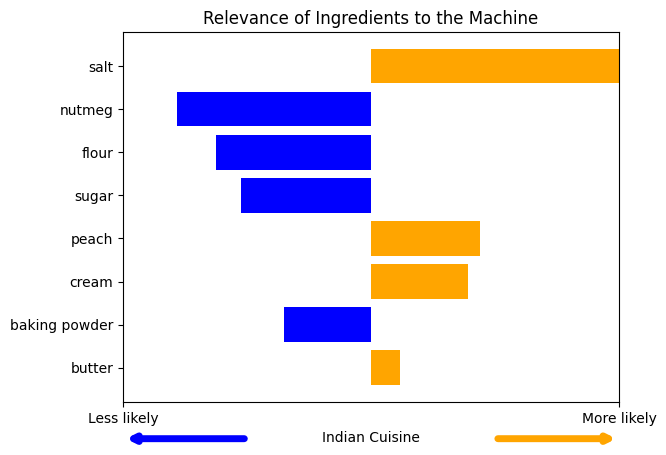 Relevance of Ingredients to the Machine
salt
nutmeg
flour
sugar
peach
cream
baking powder
butter
Less likely More likely
Indian Cuisine